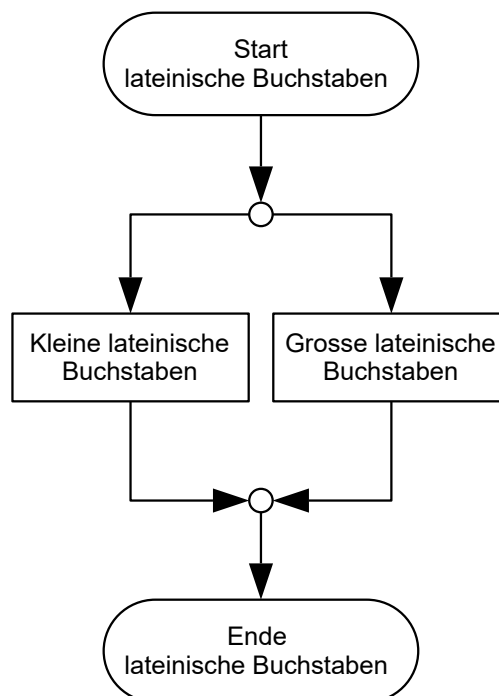 Start
lateinische Buchstaben
Kleine lateinische
Buchstaben
Grosse lateinische
Buchstaben
Ende
lateinische Buchstaben